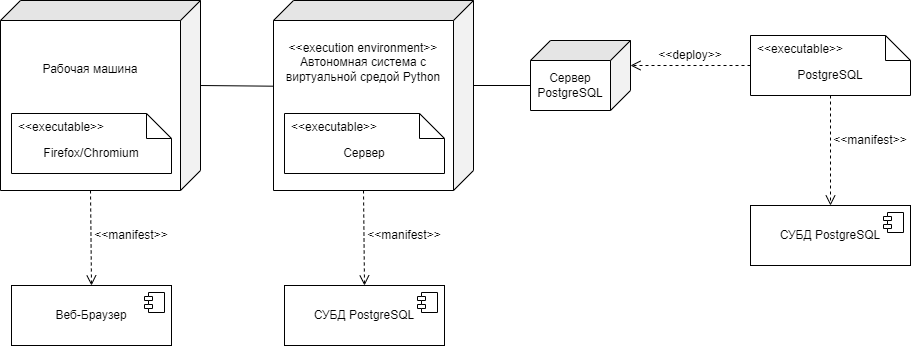 Рабочая машина
<<executable>>
Firefox/Chromium
<<manifest>>
Веб-Браузер
<<execution environment>>
Автономная система с
виртуальной средой Python
<<executable>>
Сервер
<<manifest>>
СУБД PostgreSQL
Сервер
PostgreSQL
<<deploy>>
<<executable>>
PostgreSQL
<<manifest>>
СУБД PostgreSQL